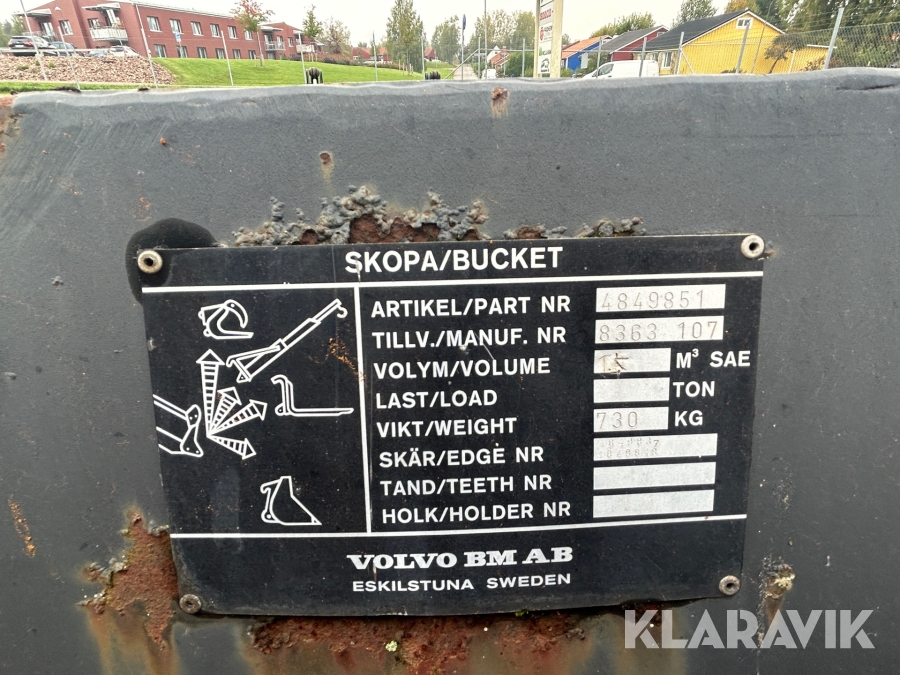 SKOPA/BUCKET
ARTIKEL/PART NR 4849851
TILLV./MANUF. NR 8363 107
VOLYM/VOLUME M³ SAE
LAST/LOAD TON
VIKT/WEIGHT 730 KG
SKÄR/EDGE NR
TAND/TEETH NR
HOLK/HOLDER NR
VOLVO BM AB
ESKILSTUNA SWEDEN
KLARAVIK